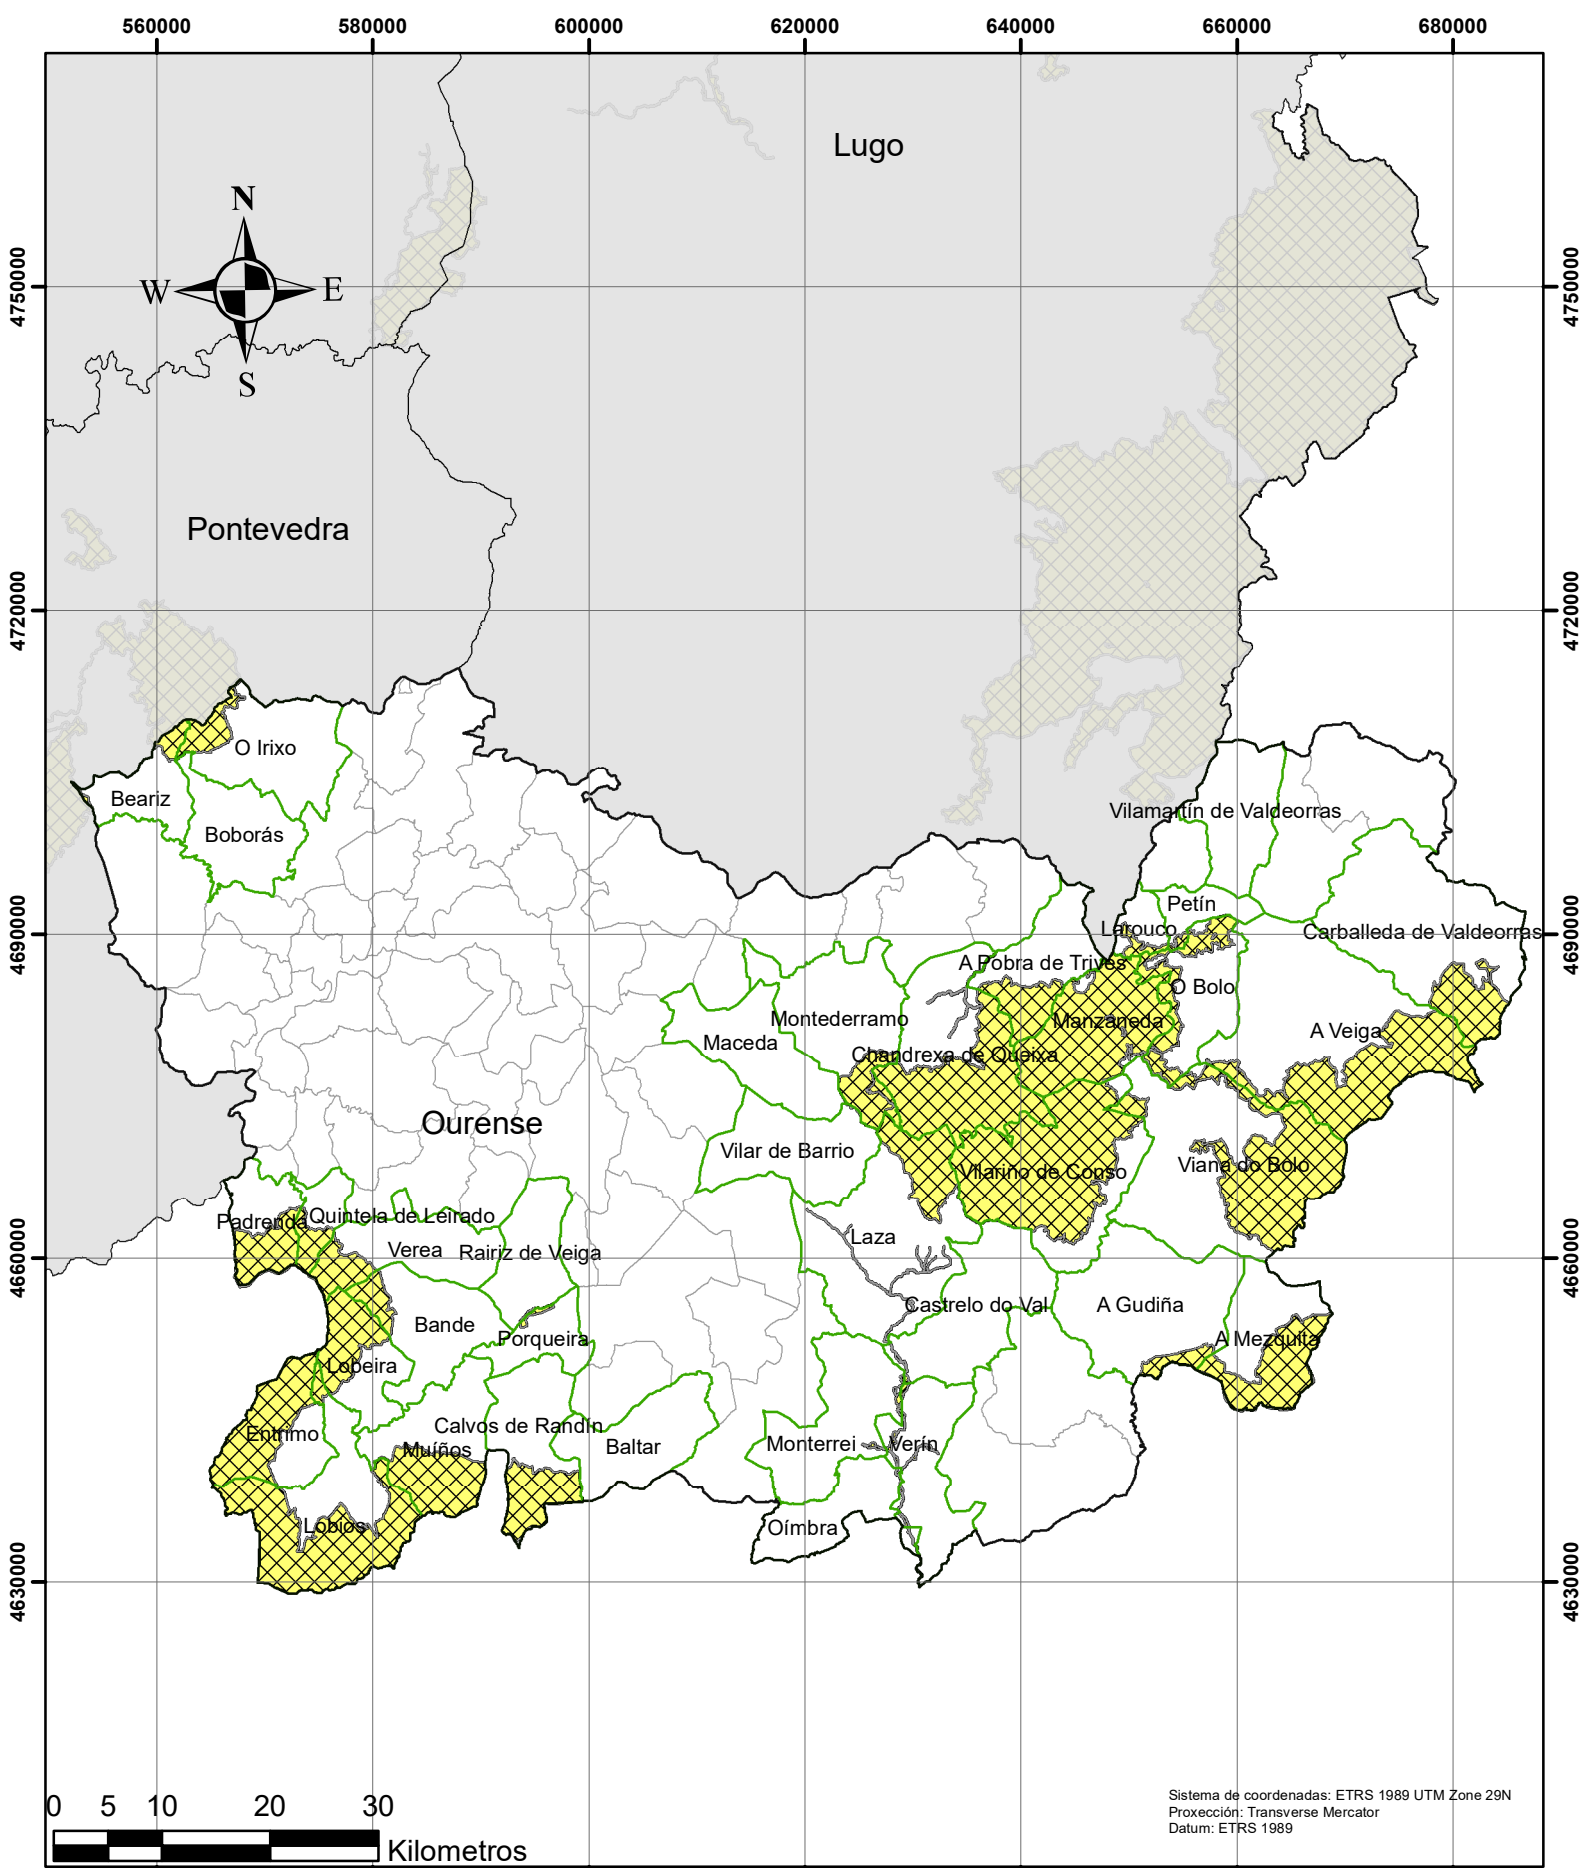 560000 580000 600000 620000 640000 660000 680000
Lugo
N
W E
S
4750000 4750000
Pontevedra
4720000 4720000
O Irixo
Beariz
Vilamartín de Valdeorras
Boborás
Petín
Larouco
Carballeda de Valdeorras
4690000 4690000
A Pobra de Trives
O Bolo
Montederramo
Manzaneda
A Veiga
Maceda
Chandrexa de Queixa
Ourense
Vilar de Barrio
Viana do Bolo
Vilariño de Conso
Padrenda
Quintela de Leirado
Laza
Verea
Rairiz de Veiga
4660000 4660000
Castrelo do Val
A Gudiña
Bande
Porqueira
A Mezquita
Lobeira
Calvos de Randín
Entrimo
Muíños
Baltar
Monterrei
Verín
Lobios
Oímbra
4630000 4630000
0 5 10 20 30
Kilometros
Sistema de coordenadas: ETRS 1989 UTM Zone 29N
Proxección: Transverse Mercator
Datum: ETRS 1989